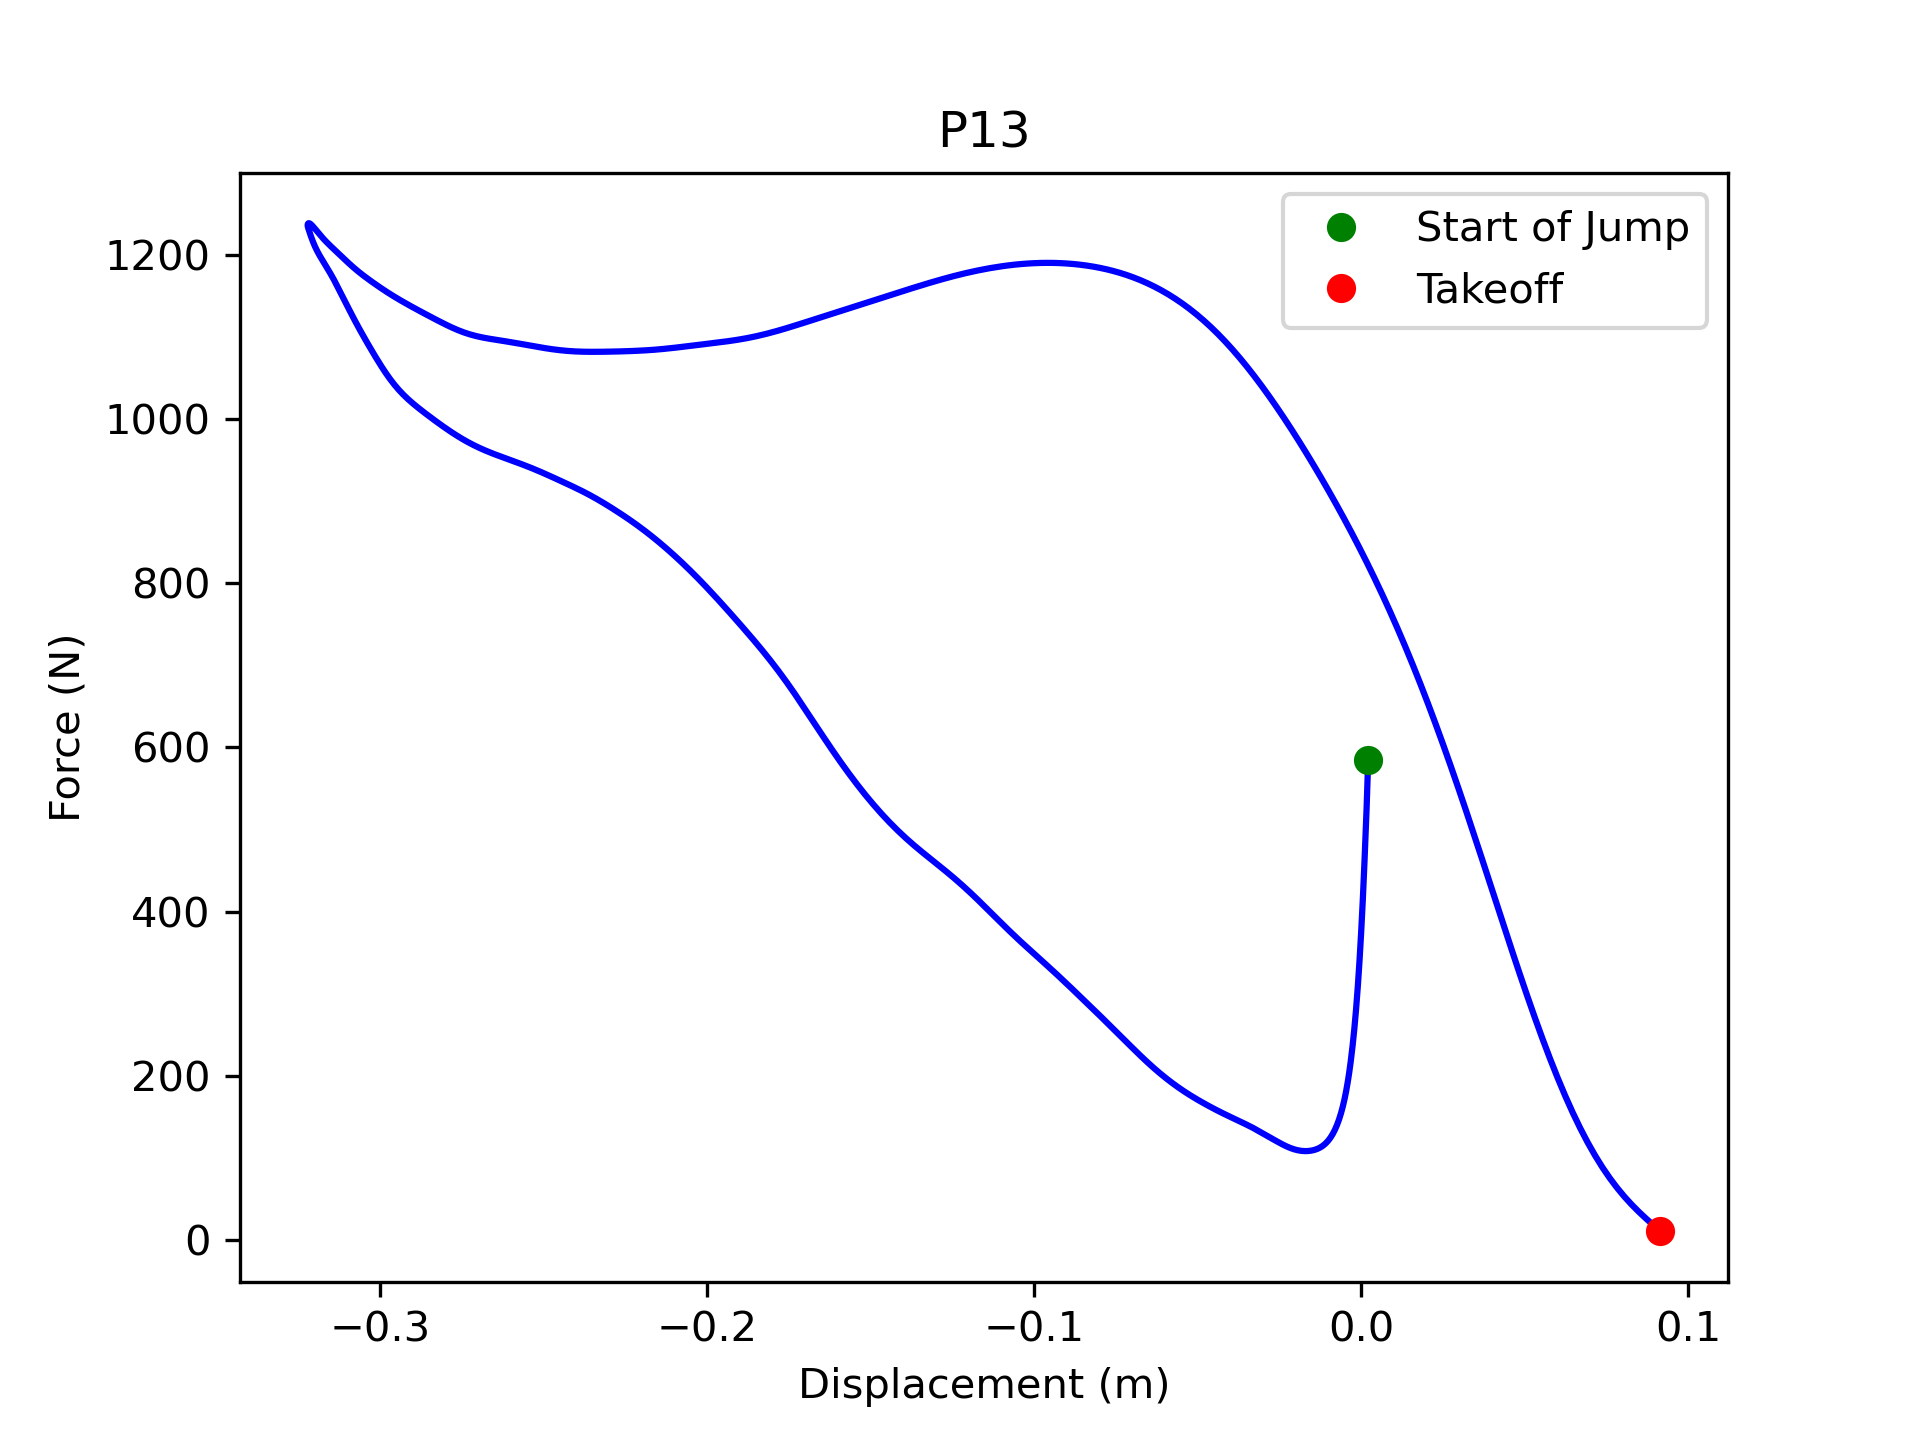 P13
Start of Jump
Takeoff
1200
1000
800
600
400
200
0
Force (N)
−0.3 −0.2 −0.1 0.0 0.1
Displacement (m)